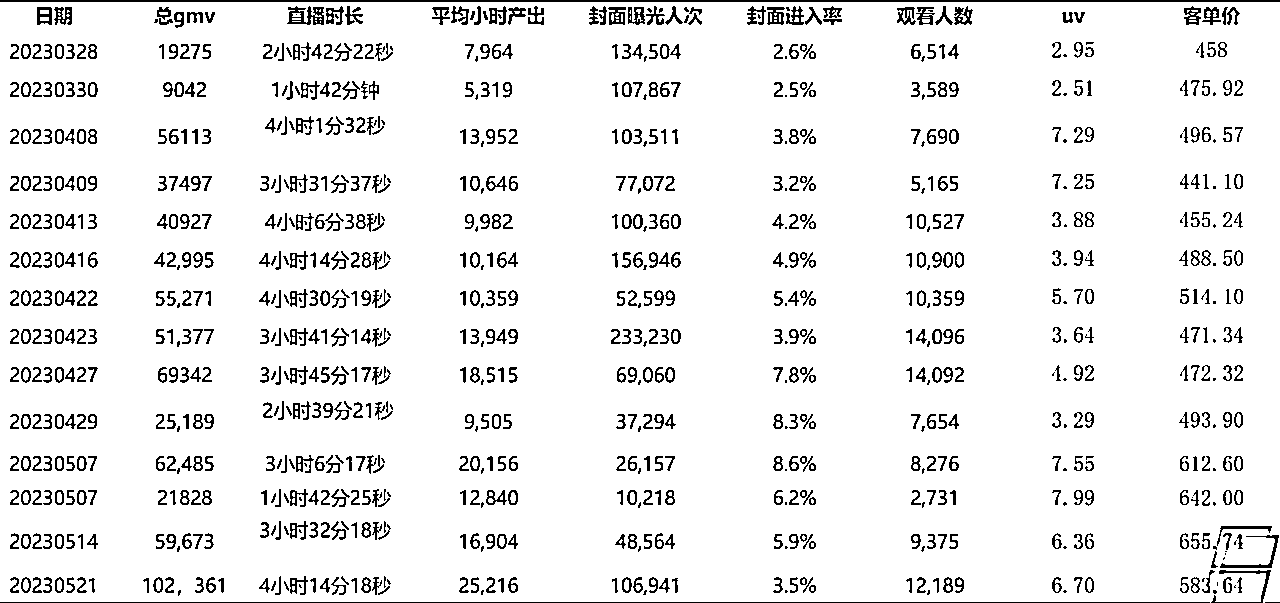 日期 总gmv 直播时长 平均小时产出 封面曝光人次 封面进入率 观看人数 uv 客单价
20230328 19275 2小时42分22秒 7,964 134,504 2.6% 6,514 2.95 458
20230330 9042 1小时42分钟 5,319 107,867 2.5% 3,589 2.51 475.92
20230408 56113 4小时1分32秒 13,952 103,511 3.8% 7,690 7.29 496.57
20230409 37497 3小时31分37秒 10,646 77,072 3.2% 5,165 7.25 441.10
20230413 40927 4小时6分38秒 9,982 100,360 4.2% 10,527 3.88 455.24
20230416 42,995 4小时14分28秒 10,164 156,946 4.9% 10,900 3.94 488.50
20230422 55,271 4小时30分19秒 10,359 52,599 5.4% 10,359 5.70 514.10
20230423 51,377 3小时41分14秒 13,949 233,230 3.9% 14,096 3.64 471.34
20230427 69342 3小时45分17秒 18,515 69,060 7.8% 14,092 4.92 472.32
20230429 25,189 2小时39分21秒 9,505 37,294 8.3% 7,654 3.29 493.90
20230507 62,485 3小时6分17秒 20,156 26,157 8.6% 8,276 7.55 612.60
20230507 21828 1小时42分25秒 12,840 10,218 6.2% 2,731 7.99 642.00
20230514 59,673 3小时32分18秒 16,904 48,564 5.9% 9,375 6.36 655.74
20230521 102，361 4小时14分18秒 25,216 106,941 3.5% 12,189 6.70 583.64